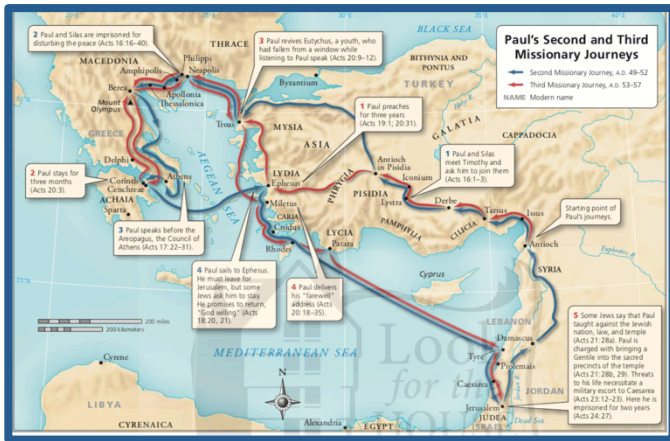 Paul's Second and Third
Missionary Journeys
Second Missionary Journey, A.D. 49–52
Third Missionary Journey, A.D. 53–57
NAME Modern name
2 Paul and Silas are imprisoned for
disturbing the peace (Acts 16:16–40).
3 Paul revives Eutychus, a youth, who
had fallen from a window while
listening to Paul speak (Acts 20:9–12).
BLACK SEA
THRACE
MACEDONIA
Philippi
Neapolis
Amphipolis
Berea
Apollonia
Thessalonica
Mount
Olympus
Byzantium
BITHYNIA AND
PONTUS
TURKEY
Troas
MYSIA
1 Paul preaches
for three years
(Acts 19:1; 20:31).
GALATIA
CAPPADOCIA
ASIA
GREECE
AEGEAN
SEA
Delphi
2 Paul stays for
three months
(Acts 20:3).
Corinth
Cenchreae
Athens
ACHAIA
Sparta
LYDIA
Ephesus
PHRYGIA
Antioch
in Pisidia
PISIDIA
Iconium
Lystra
Derbe
1 Paul and Silas
meet Timothy and
ask him to join them
(Acts 16:1–3).
Tarsus
CILICIA
Issus
Starting point of
Paul's journeys.
Antioch
SYRIA
Euphrates R.
Miletus
CARIA
Cnidus
Rhodes
LYCIA
Patara
PAMPHYLIA
3 Paul speaks before the
Areopagus, the Council of
Athens (Acts 17:22–31).
4 Paul sails to Ephesus.
He must leave for
Jerusalem, but some
Jews ask him to stay.
He promises to return,
"God willing" (Acts
18:20, 21).
4 Paul delivers
his "farewell"
address (Acts
20:18–35).
Cyprus
LEBANON
Damascus
Tyre
Ptolemais
Caesarea
Jordan R.
JORDAN
Jerusalem
JUDEA
ISRAEL
Dead Sea
5 Some Jews say that Paul
taught against the Jewish
nation, law, and temple
(Acts 21:28a). Paul is
charged with bringing a
Gentile into the sacred
precincts of the temple
(Acts 21:28b, 29). Threats
to his life necessitate a
military escort to Caesarea
(Acts 23:12–23). Here he is
imprisoned for two years
(Acts 24:27).
200 miles
200 kilometers
MEDITERRANEAN SEA
Cyrene
LIBYA
CYRENAICA
N
Alexandria
EGYPT
Look
for the
HOUSE